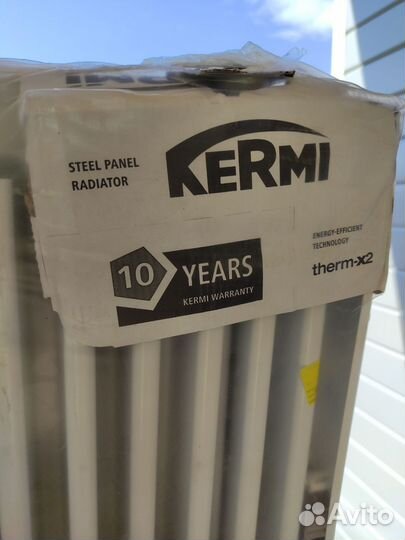 STEEL PANEL
RADIATOR
KERMI
10 YEARS
KERMI WARRANTY
ENERGY-EFFICIENT
TECHNOLOGY
therm-x2
Avito